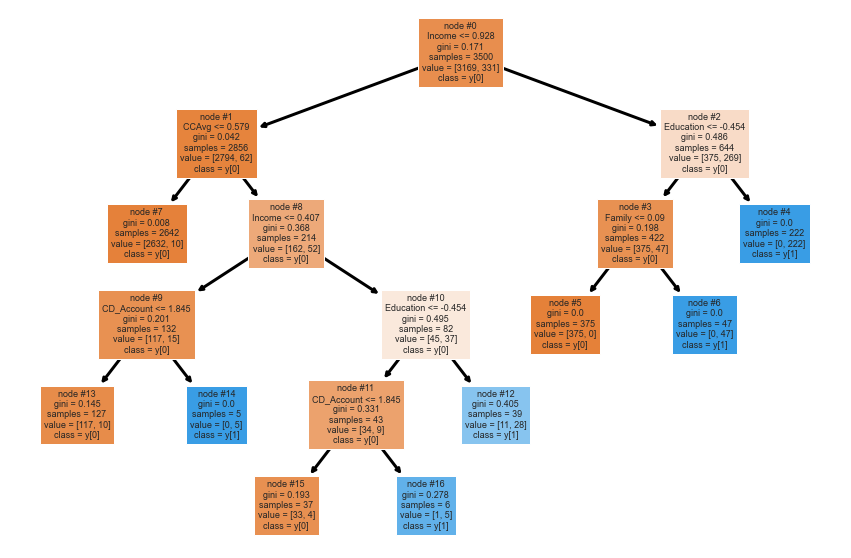 node #0
Income <= 0.928
gini = 0.171
samples = 3500
value = [3169, 331]
class = y[0]
node #1
CCAvg <= 0.579
gini = 0.042
samples = 2856
value = [2794, 62]
class = y[0]
node #2
Education <= -0.454
gini = 0.486
samples = 644
value = [375, 269]
class = y[0]
node #7
gini = 0.008
samples = 2642
value = [2632, 10]
class = y[0]
node #8
Income <= 0.407
gini = 0.368
samples = 214
value = [162, 52]
class = y[0]
node #3
Family <= 0.09
gini = 0.198
samples = 422
value = [375, 47]
class = y[0]
node #4
gini = 0.0
samples = 222
value = [0, 222]
class = y[1]
node #9
CD_Account <= 1.845
gini = 0.201
samples = 132
value = [117, 15]
class = y[0]
node #10
Education <= -0.454
gini = 0.495
samples = 82
value = [45, 37]
class = y[0]
node #5
gini = 0.0
samples = 375
value = [375, 0]
class = y[0]
node #6
gini = 0.0
samples = 47
value = [0, 47]
class = y[1]
node #13
gini = 0.145
samples = 127
value = [117, 10]
class = y[0]
node #14
gini = 0.0
samples = 5
value = [0, 5]
class = y[1]
node #11
CD_Account <= 1.845
gini = 0.331
samples = 43
value = [34, 9]
class = y[0]
node #12
gini = 0.405
samples = 39
value = [11, 28]
class = y[1]
node #15
gini = 0.193
samples = 37
value = [33, 4]
class = y[0]
node #16
gini = 0.278
samples = 6
value = [1, 5]
class = y[1]